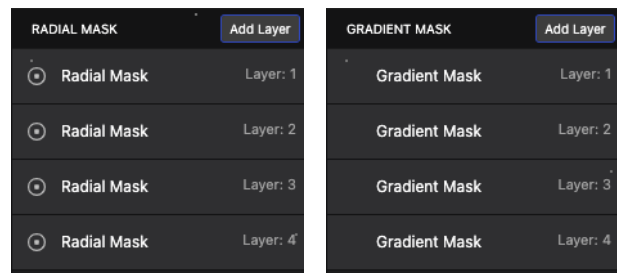 RADIAL MASK Add Layer
Radial Mask Layer: 1
Radial Mask Layer: 2
Radial Mask Layer: 3
Radial Mask Layer: 4
GRADIENT MASK Add Layer
Gradient Mask Layer: 1
Gradient Mask Layer: 2
Gradient Mask Layer: 3
Gradient Mask Layer: 4